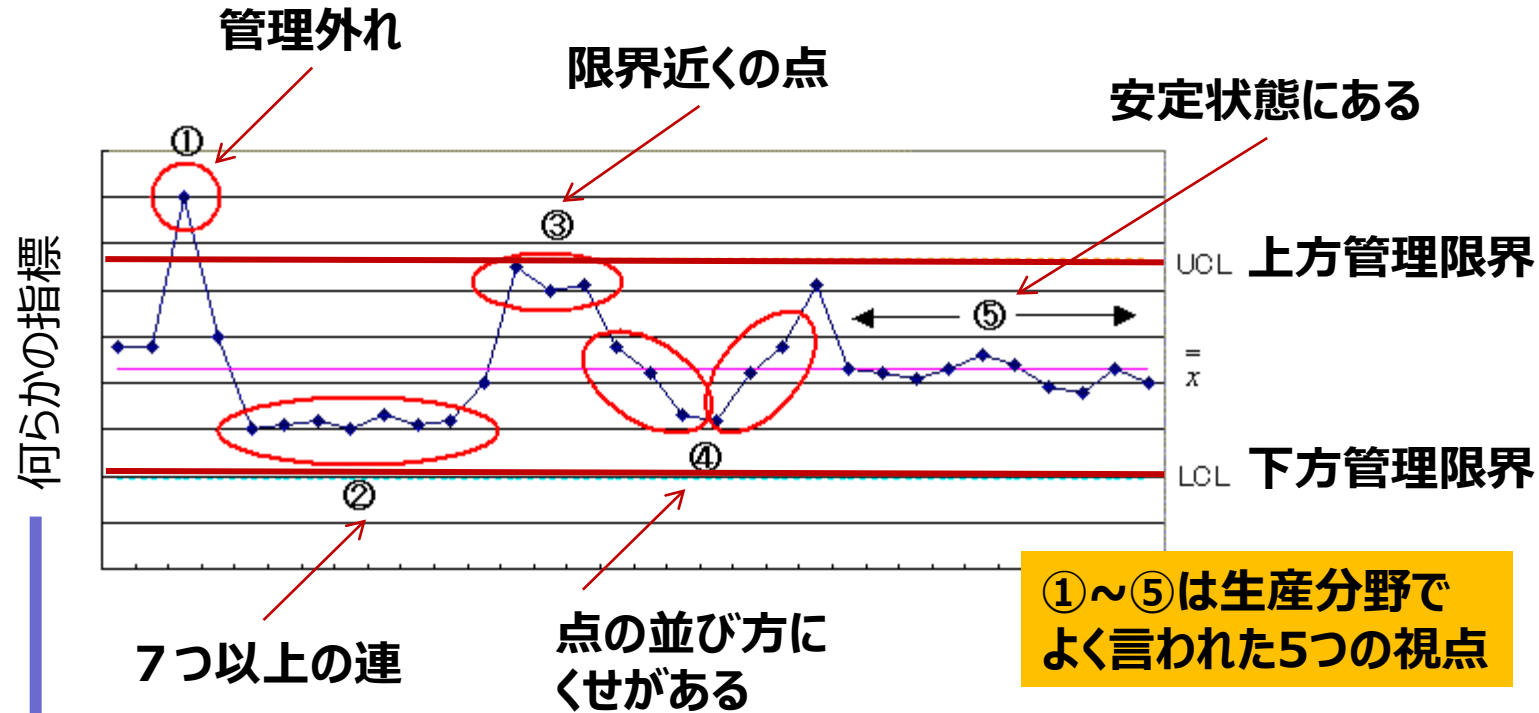 管理外れ
限界近くの点
安定状態にある
①
③
何らかの指標
UCL 上方管理限界
⑤
x̿
④
LCL 下方管理限界
②
７つ以上の連
点の並び方に
くせがある
①~⑤は生産分野で
よく言われた5つの視点